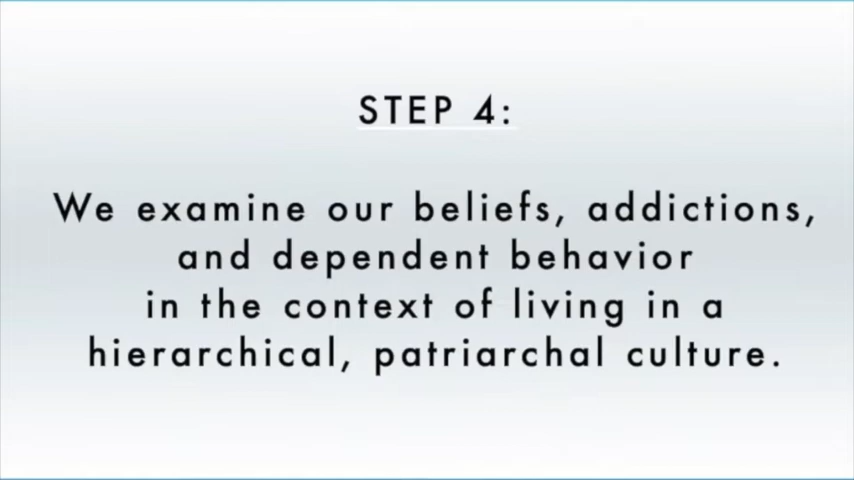 STEP 4:
We examine our beliefs, addictions,
and dependent behavior
in the context of living in a
hierarchical, patriarchal culture.